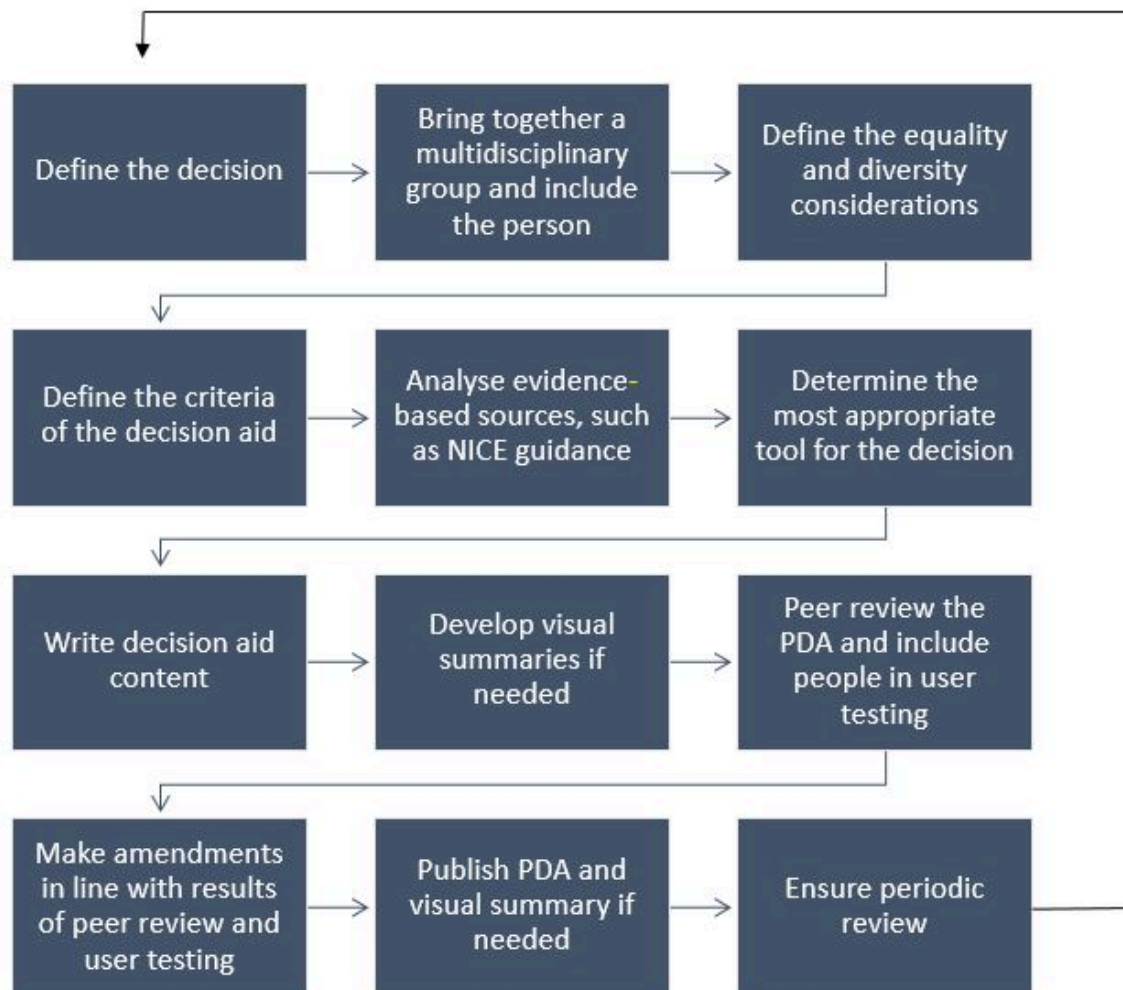 Define the decision
Bring together a
multidisciplinary
group and include
the person
Define the equality
and diversity
considerations
Define the criteria
of the decision aid
Analyse evidence-
based sources, such
as NICE guidance
Determine the
most appropriate
tool for the decision
Write decision aid
content
Develop visual
summaries if
needed
Peer review the
PDA and include
people in user
testing
Make amendments
in line with results
of peer review and
user testing
Publish PDA and
visual summary if
needed
Ensure periodic
review